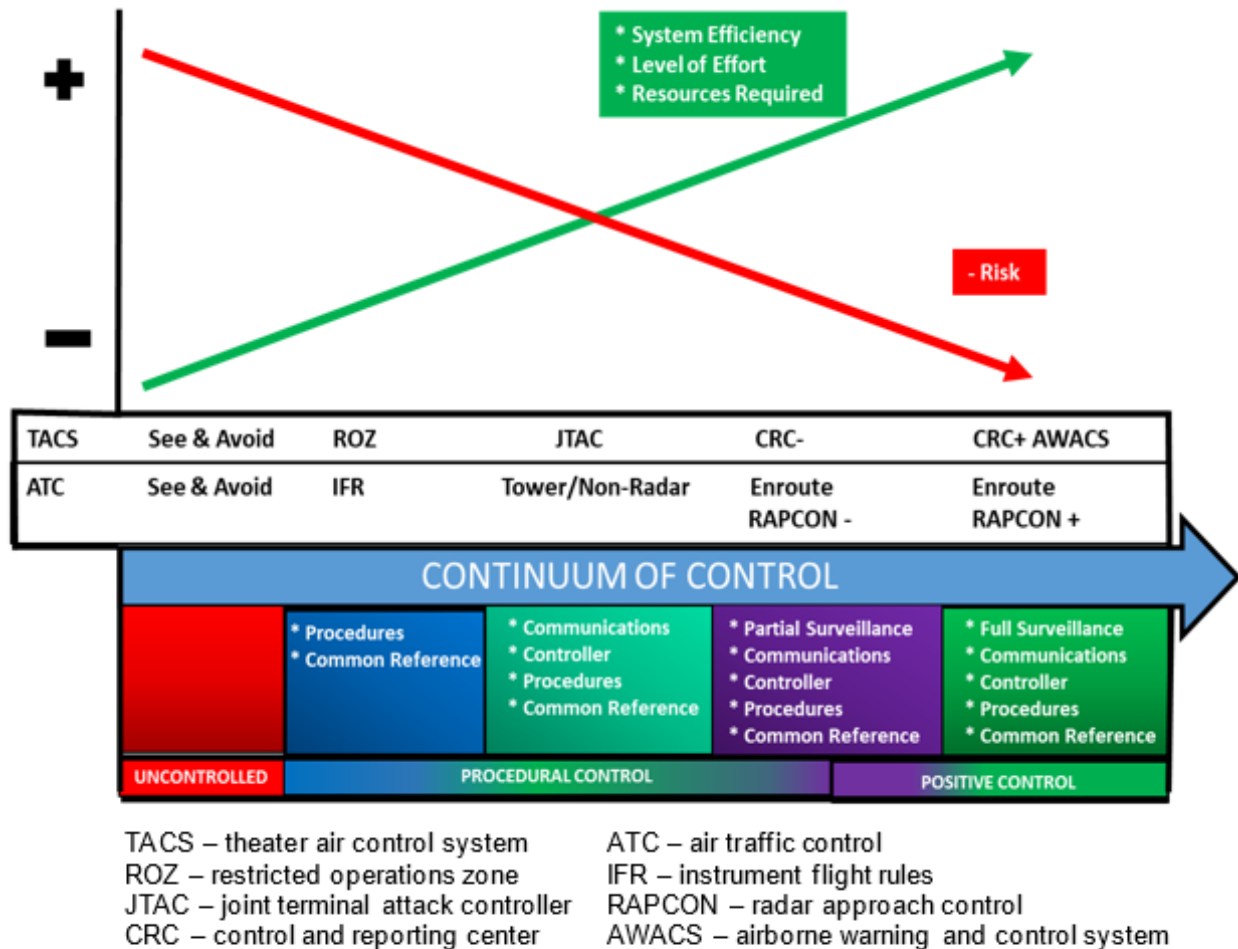 +
* System Efficiency
* Level of Effort
* Resources Required
- Risk
−
TACS See & Avoid ROZ JTAC CRC- CRC+ AWACS
ATC See & Avoid IFR Tower/Non-Radar Enroute Enroute
RAPCON - RAPCON +
CONTINUUM OF CONTROL
* Procedures
* Common Reference
* Communications
* Controller
* Procedures
* Common Reference
* Partial Surveillance
* Communications
* Controller
* Procedures
* Common Reference
* Full Surveillance
* Communications
* Controller
* Procedures
* Common Reference
UNCONTROLLED PROCEDURAL CONTROL POSITIVE CONTROL
TACS – theater air control system
ROZ – restricted operations zone
JTAC – joint terminal attack controller
CRC – control and reporting center
ATC – air traffic control
IFR – instrument flight rules
RAPCON – radar approach control
AWACS – airborne warning and control system